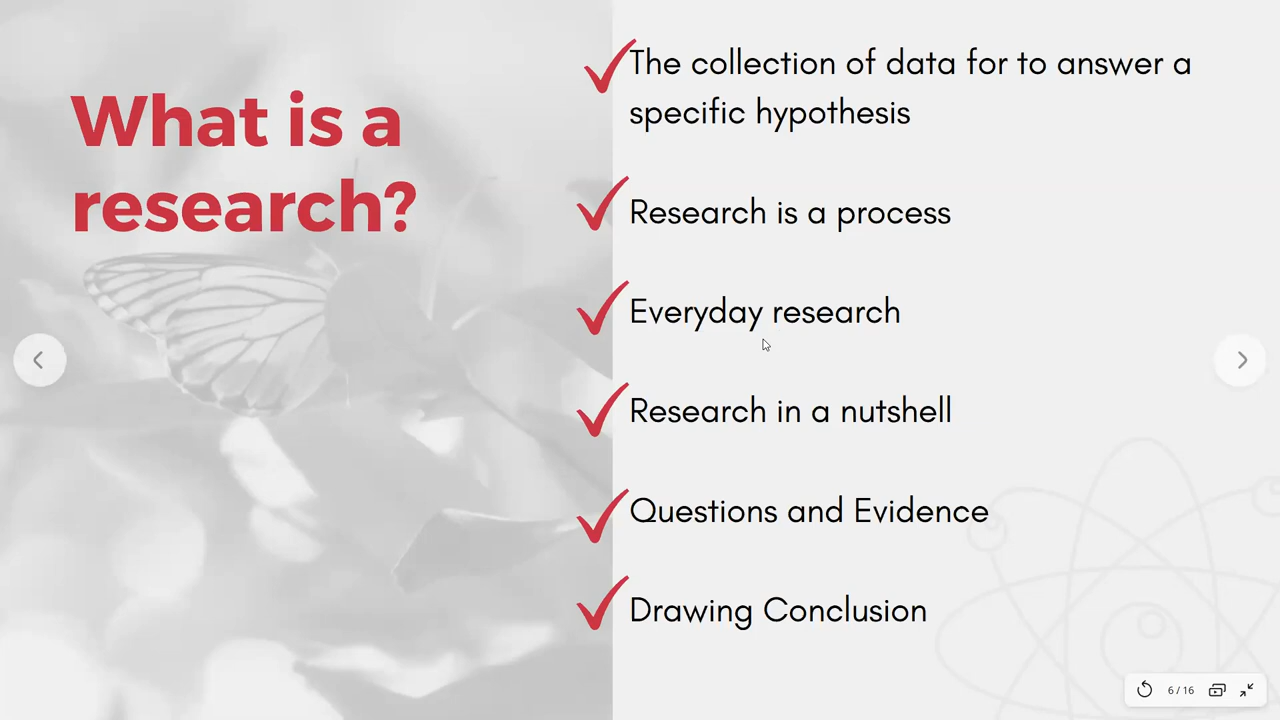 What is a
research?
The collection of data for to answer a
specific hypothesis
Research is a process
Everyday research
Research in a nutshell
Questions and Evidence
Drawing Conclusion
6 / 16